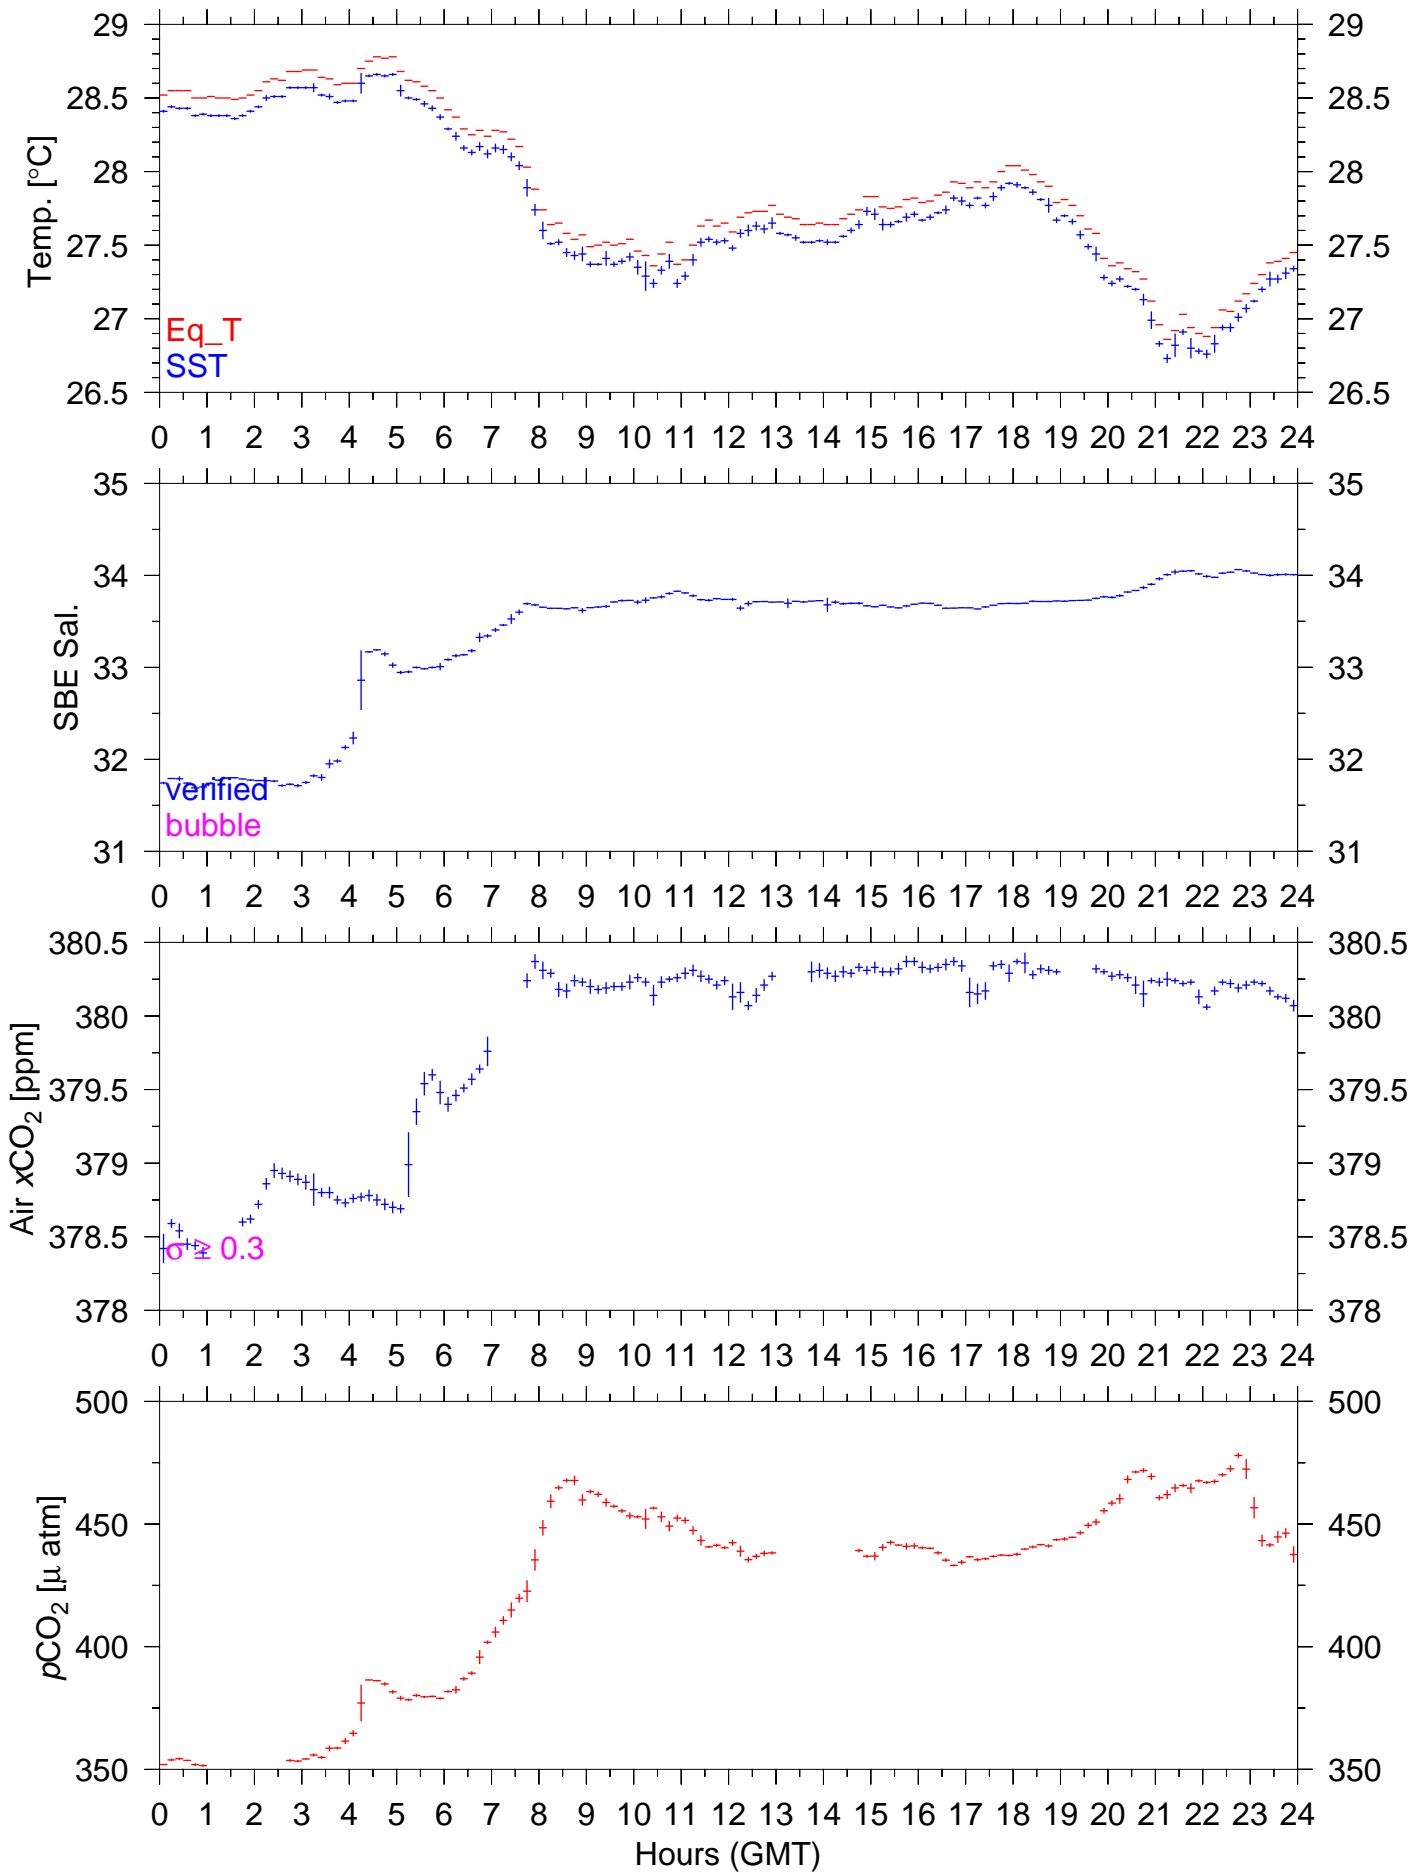 29 29
28.5 28.5
28 28
27.5 27.5
27 27
26.5 26.5
Temp. [°C]
Eq_T
SST
0 1 2 3 4 5 6 7 8 9 10 11 12 13 14 15 16 17 18 19 20 21 22 23 24
35 35
34 34
33 33
32 32
31 31
SBE Sal.
verified
bubble
0 1 2 3 4 5 6 7 8 9 10 11 12 13 14 15 16 17 18 19 20 21 22 23 24
380.5 380.5
380 380
379.5 379.5
379 379
378.5 378.5
378 378
Air xCO₂ [ppm]
σ ≥ 0.3
0 1 2 3 4 5 6 7 8 9 10 11 12 13 14 15 16 17 18 19 20 21 22 23 24
500 500
450 450
400 400
350 350
pCO₂ [µ atm]
0 1 2 3 4 5 6 7 8 9 10 11 12 13 14 15 16 17 18 19 20 21 22 23 24
Hours (GMT)